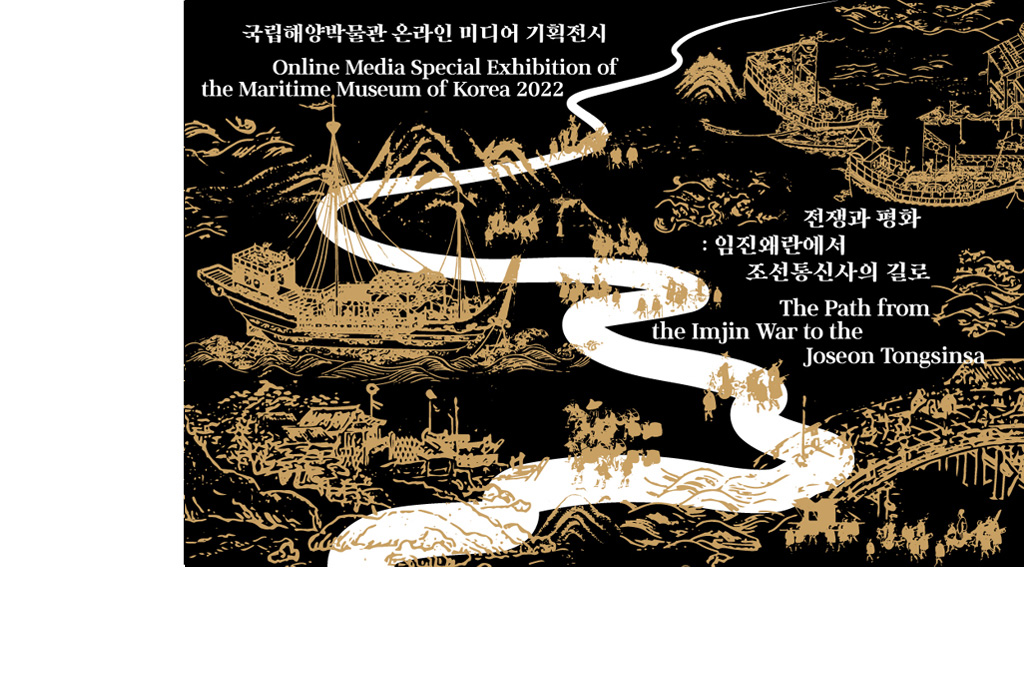 국립해양박물관 온라인 미디어 기획전시
Online Media Special Exhibition of
the Maritime Museum of Korea 2022
전쟁과 평화
: 임진왜란에서
조선통신사의 길로
The Path from
the Imjin War to the
Joseon Tongsinsa